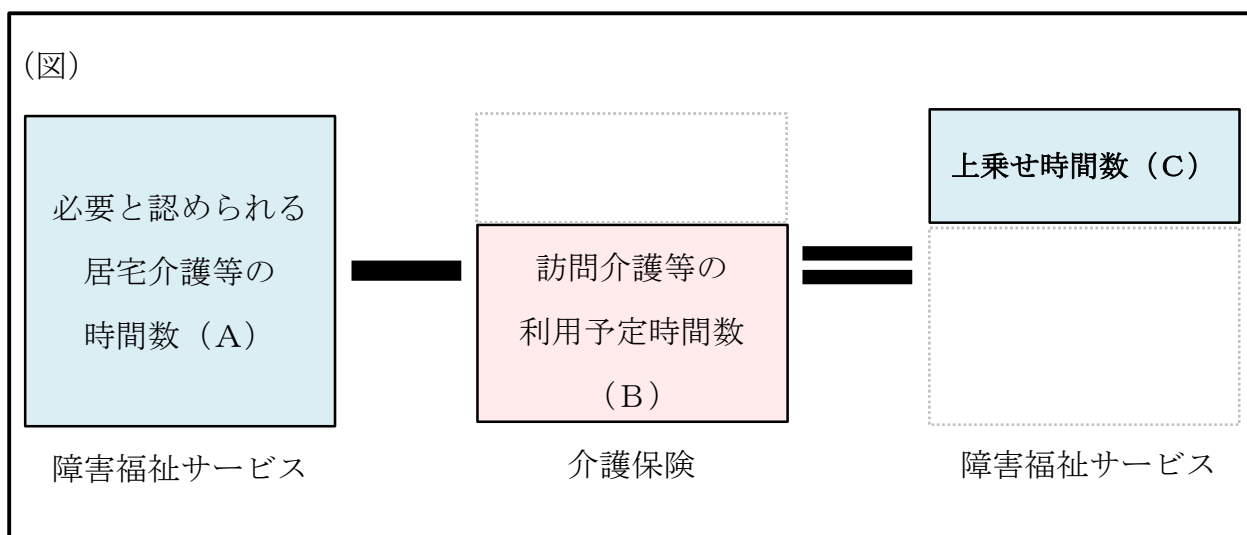 (図)
必要と認められる
居宅介護等の
時間数（A）
障害福祉サービス
訪問介護等の
利用予定時間数
（B）
介護保険
上乗せ時間数（C）
障害福祉サービス